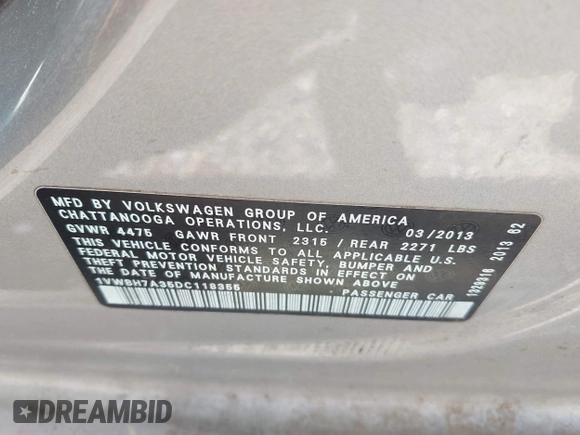 MFD BY VOLKSWAGEN GROUP OF AMERICA
CHATTANOOGA OPERATIONS, LLC. 03/2013
GVWR 4475 GAWR FRONT 2315 / REAR 2271 LBS
THIS VEHICLE CONFORMS TO ALL APPLICABLE U.S.
FEDERAL MOTOR VEHICLE SAFETY, BUMPER AND
THEFT PREVENTION STANDARDS IN EFFECT ON
THE DATE OF MANUFACTURE SHOWN ABOVE
1VWBH7A35DC118355 PASSENGER CAR
1329316 2013 82
DREAMBID